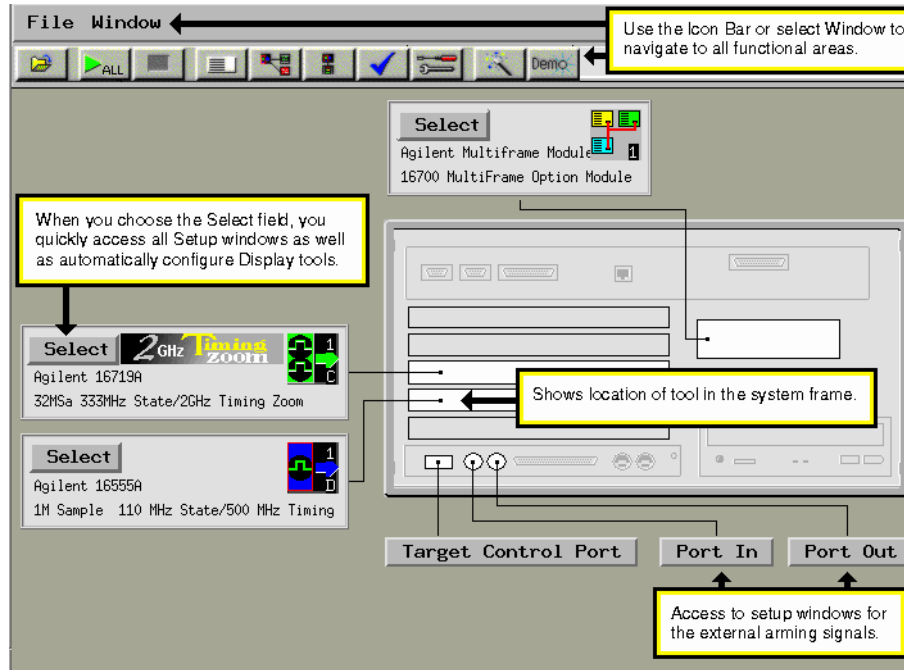 File Window
Use the Icon Bar or select Window to
navigate to all functional areas.
ALL
Demo
Select
Agilent Multiframe Module
1
16700 MultiFrame Option Module
When you choose the Select field, you
quickly access all Setup windows as well
as automatically configure Display tools.
Select
2GHz Timing
zoom
1
C
Agilent 16719A
32MSa 333MHz State/2GHz Timing Zoom
Shows location of tool in the system frame.
Select
1
D
Agilent 16555A
1M Sample 110 MHz State/500 MHz Timing
Target Control Port
Port In
Port Out
Access to setup windows for
the external arming signals.